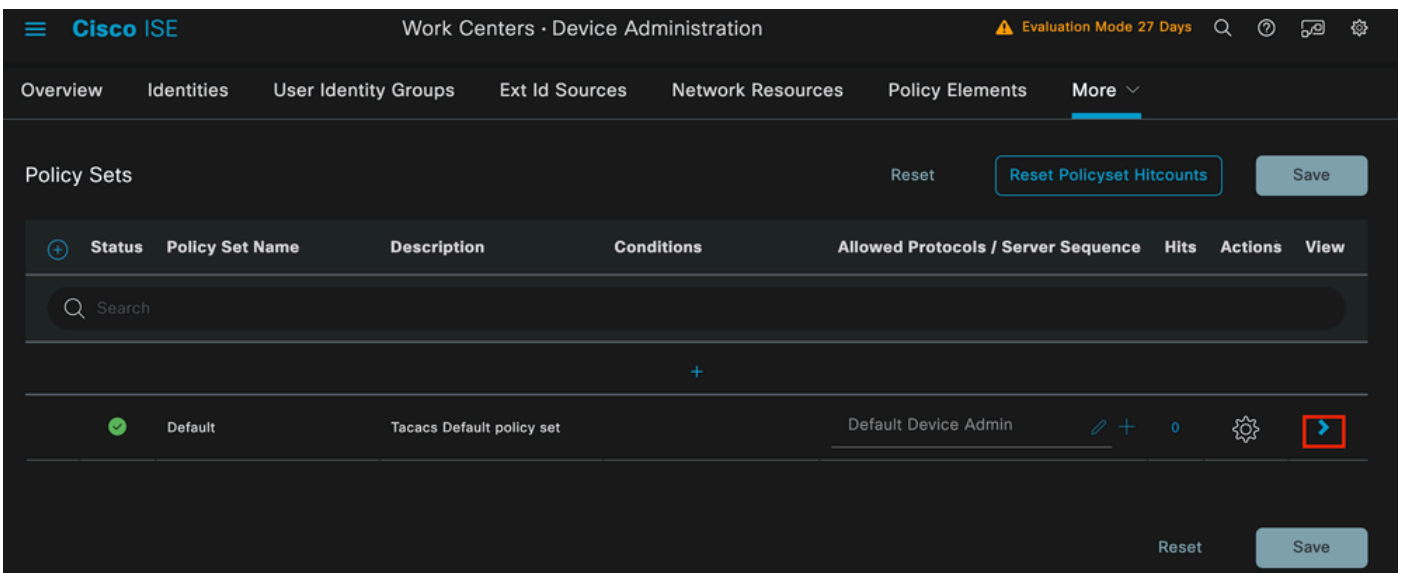 Cisco ISE
Work Centers · Device Administration
Evaluation Mode 27 Days
Overview Identities User Identity Groups Ext Id Sources Network Resources Policy Elements More
Policy Sets
Reset Reset Policyset Hitcounts Save
Status Policy Set Name Description Conditions Allowed Protocols / Server Sequence Hits Actions View
Search
+
Default Tacacs Default policy set Default Device Admin + 0
Reset Save